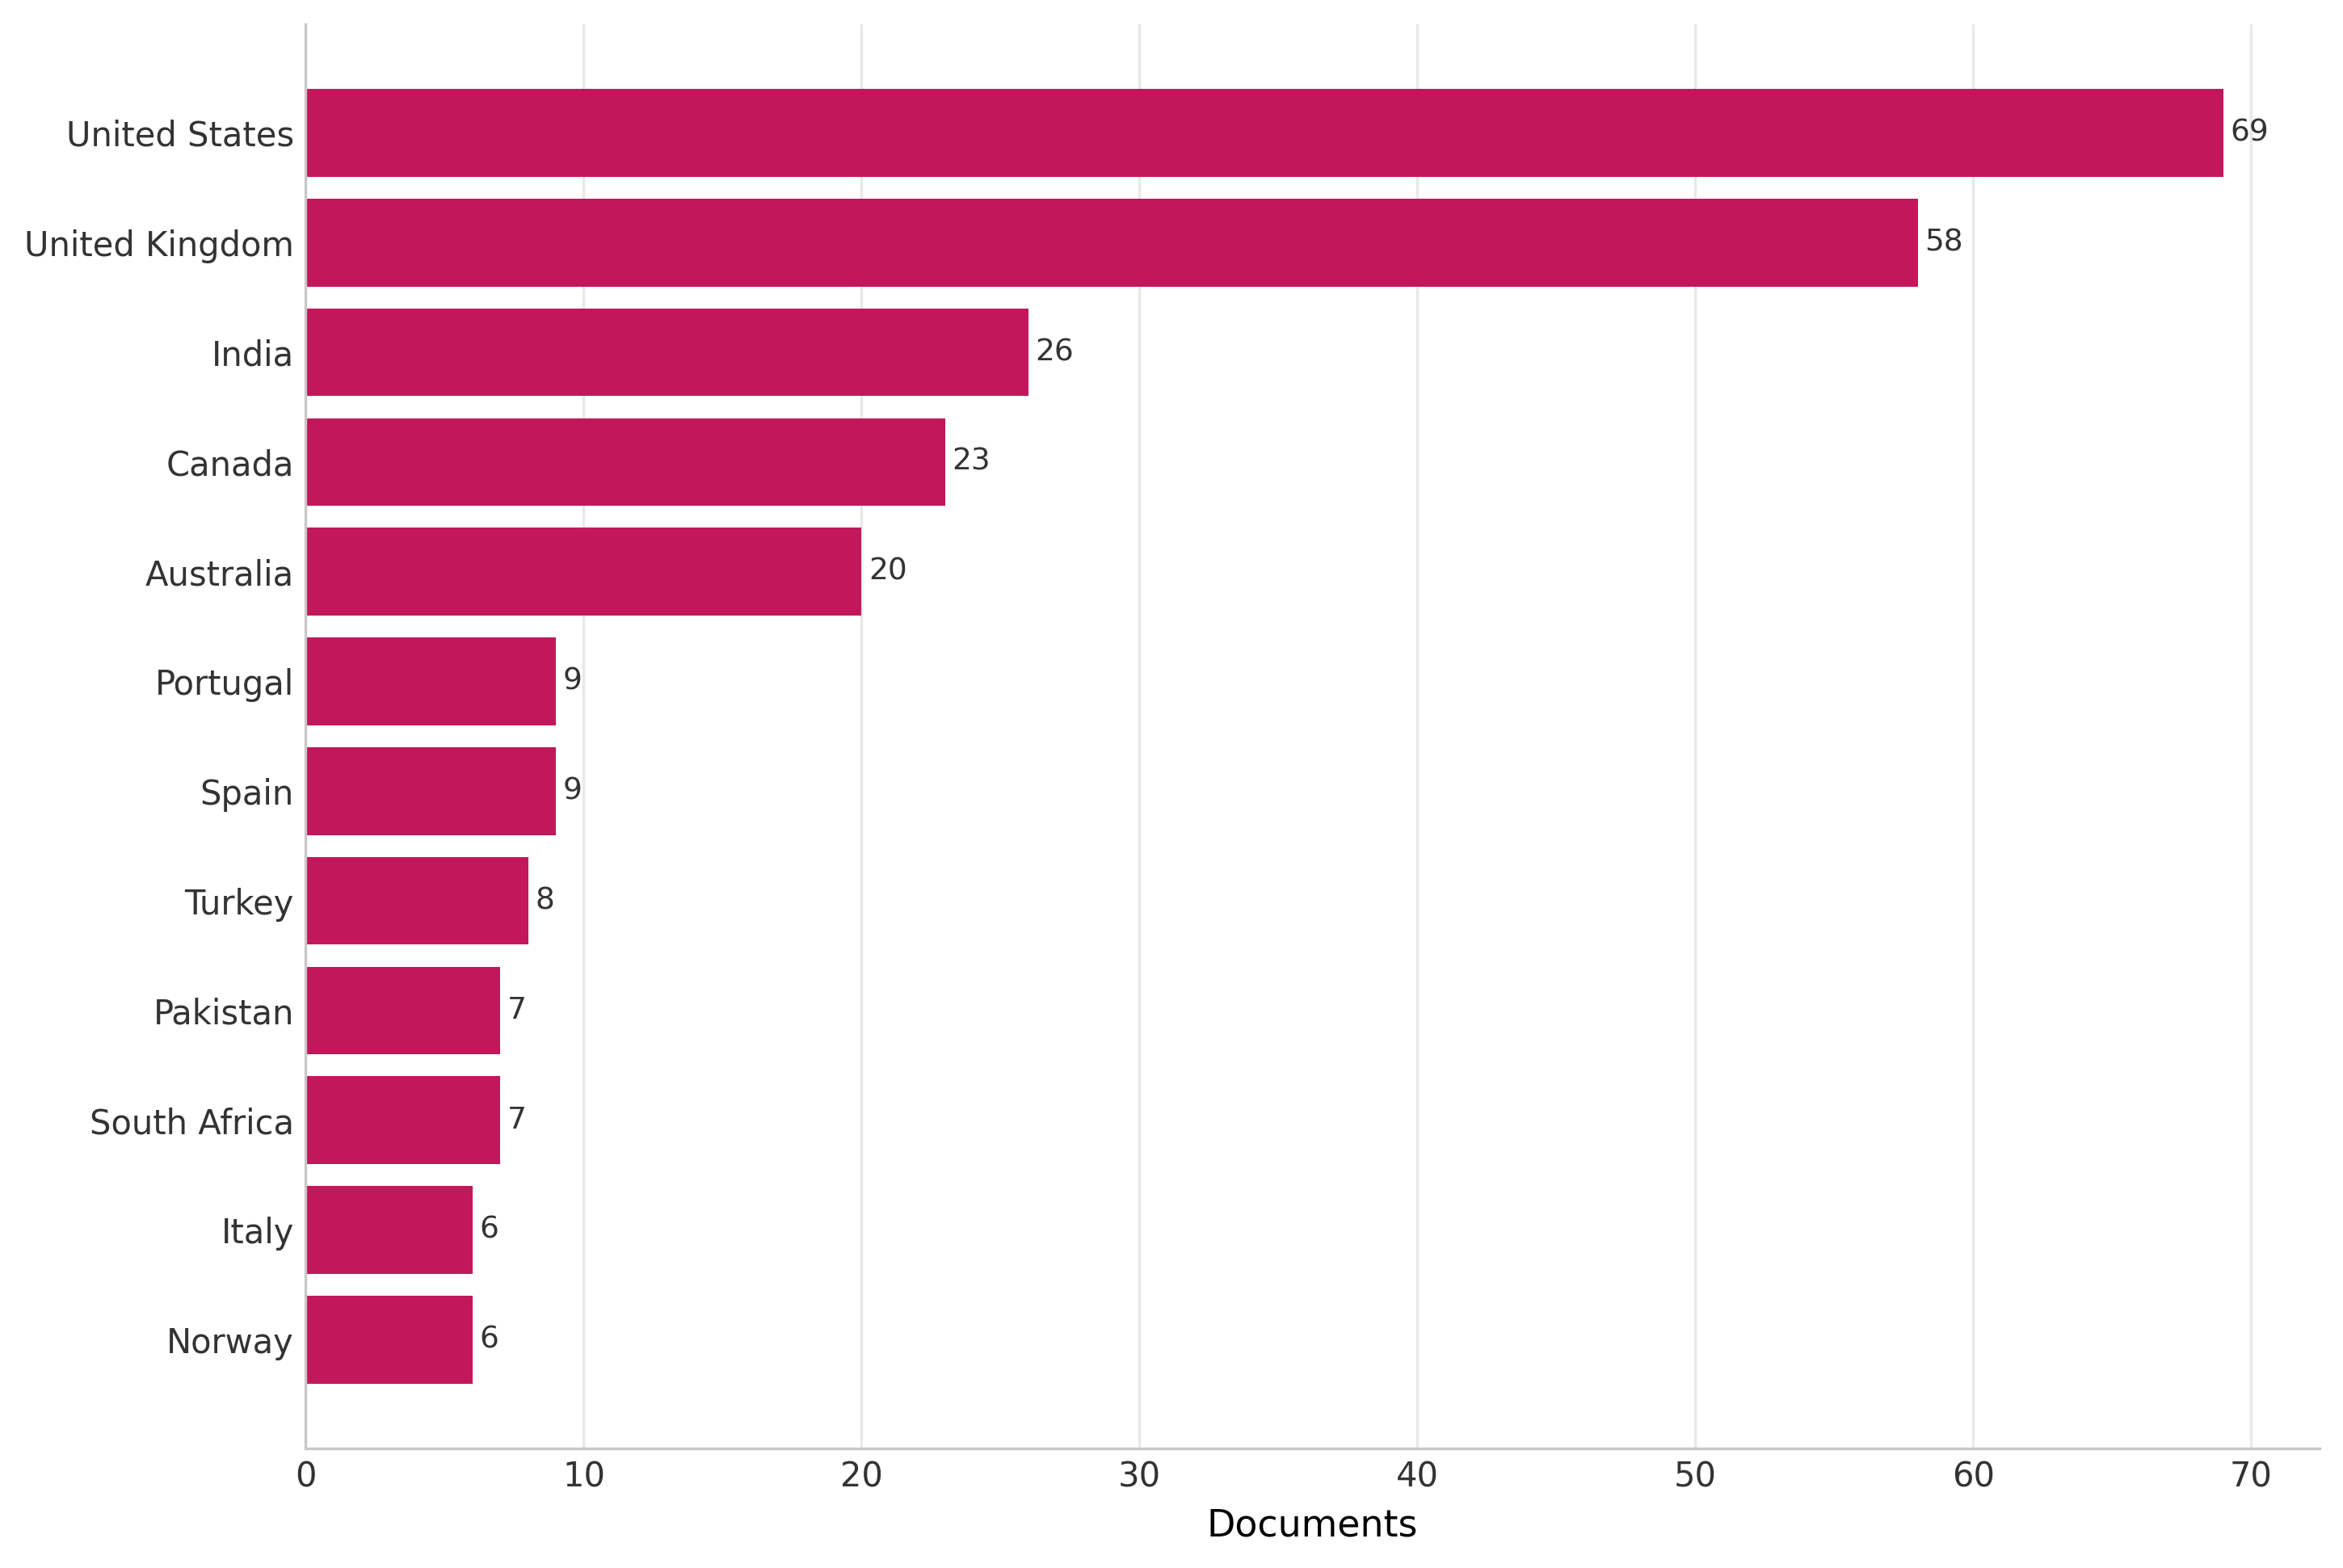 United States 69
United Kingdom 58
India 26
Canada 23
Australia 20
Portugal 9
Spain 9
Turkey 8
Pakistan 7
South Africa 7
Italy 6
Norway 6
0 10 20 30 40 50 60 70
Documents